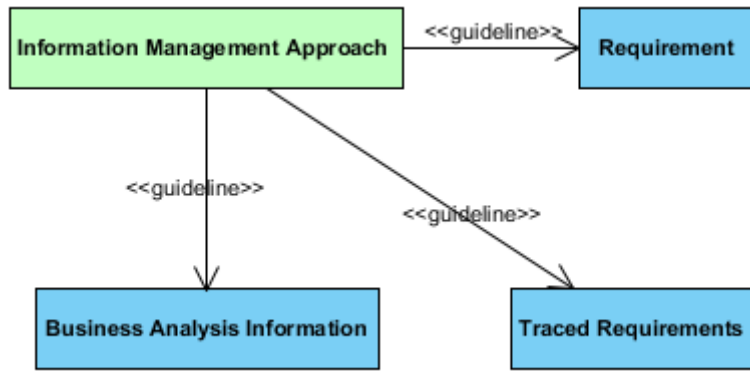 Information Management Approach
<<guideline>>
Requirement
<<guideline>>
<<guideline>>
Business Analysis Information
Traced Requirements